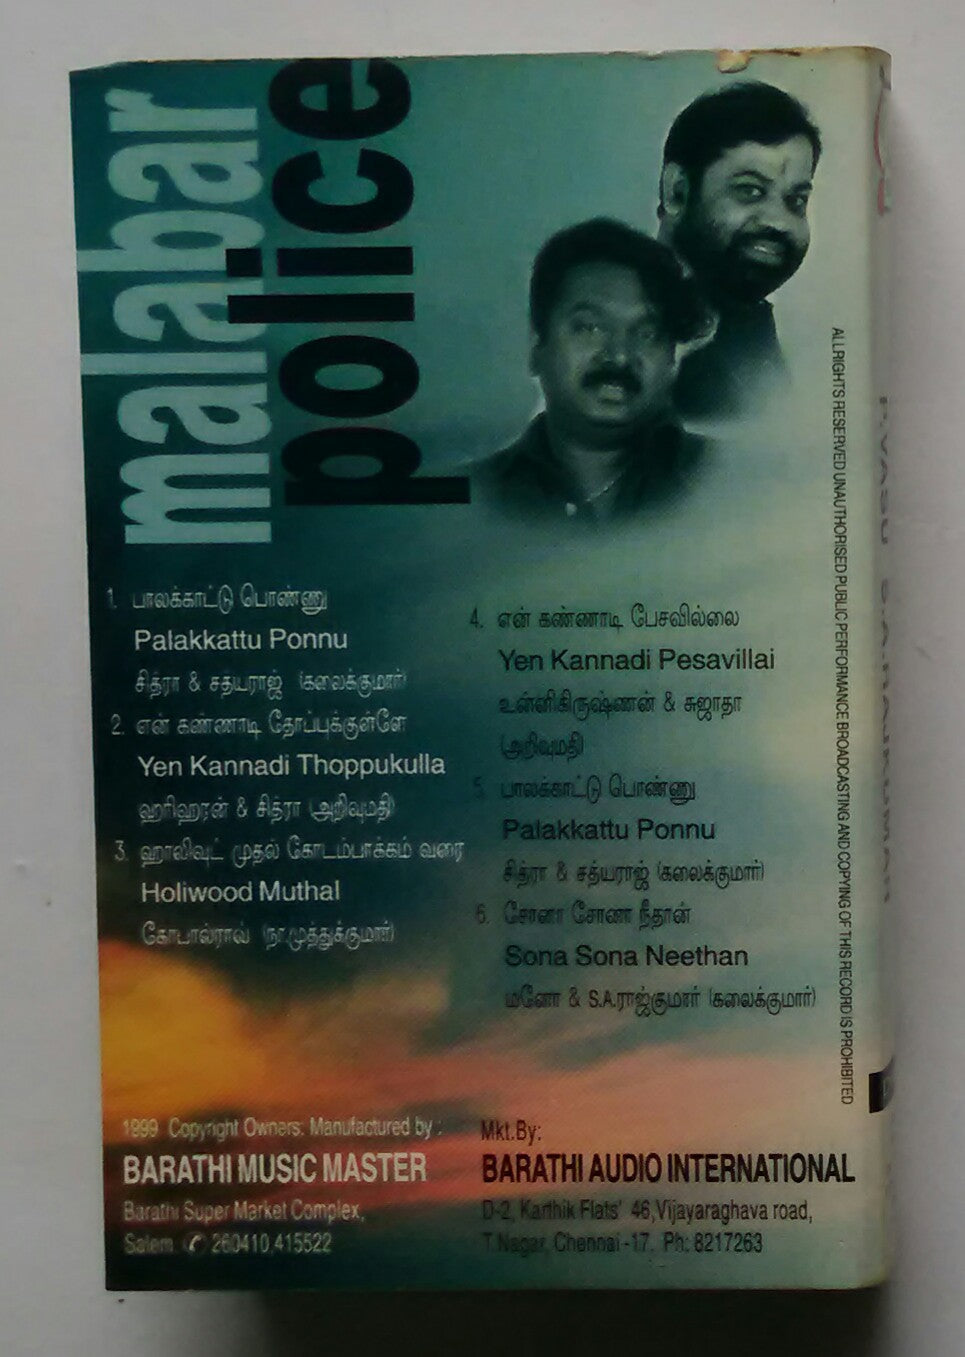 malabar
police
1. பாலக்காட்டு பொண்ணு
Palakkattu Ponnu
சித்ரா & சத்யராஜ் (கலைக்குமார்)
2. என் கண்ணாடி தோப்புக்குள்ளே
Yen Kannadi Thoppukulla
ஹரிஹரன் & சித்ரா (அறிவுமதி)
3. ஹாலிவுட் முதல் கோடம்பாக்கம் வரை
Holiwood Muthal
கோபால்ராவ் (நா.முத்துக்குமார்)
4. என் கண்ணாடி பேசவில்லை
Yen Kannadi Pesavillai
உன்னிகிருஷ்ணன் & சுஜாதா
(அறிவுமதி)
5. பாலக்காட்டு பொண்ணு
Palakkattu Ponnu
சித்ரா & சத்யராஜ் (கலைக்குமார்)
6. சோனா சோனா நீதான்
Sona Sona Neethan
மனோ & S.A.ராஜ்குமார் (கலைக்குமார்)
1999 Copyright Owners: Manufactured by :
BARATHI MUSIC MASTER
Barathi Super Market Complex,
Salem ✆ 260410,415522
Mkt.By:
BARATHI AUDIO INTERNATIONAL
D-2, Karthik Flats' 46,Vijayaraghava road,
T.Nagar, Chennai -17. Ph: 8217263
ALL RIGHTS RESERVED UNAUTHORISED PUBLIC PERFORMANCE BROADCASTING AND COPYING OF THIS RECORD IS PROHIBITED
P.VASU S.A.RAJKUMAR